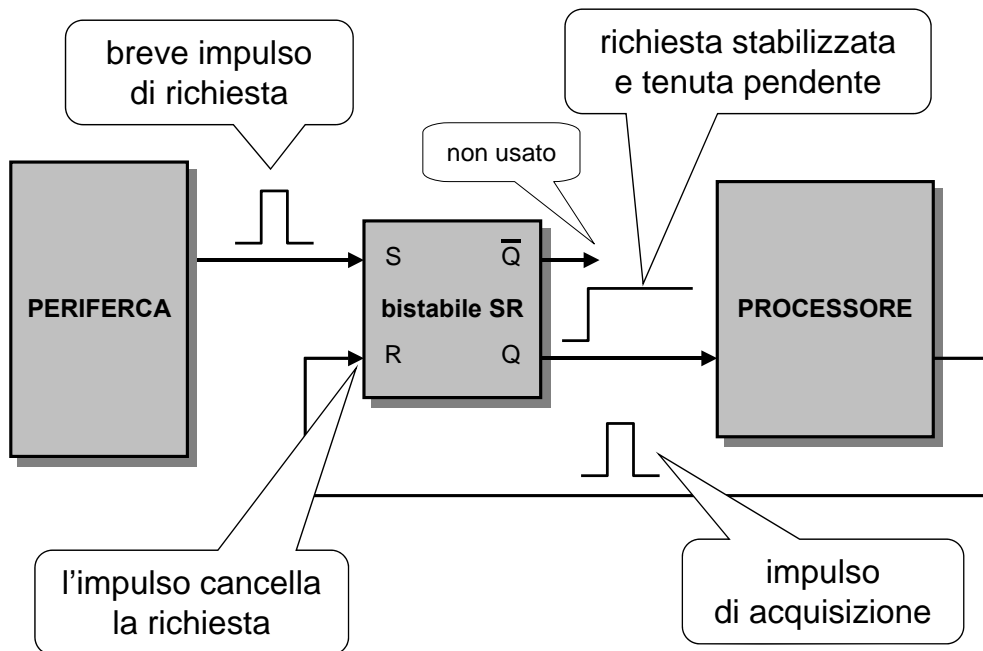 breve impulso
di richiesta
richiesta stabilizzata
e tenuta pendente
non usato
PERIFERCA
S
Q̅
bistabile SR
R
Q
PROCESSORE
l’impulso cancella
la richiesta
impulso
di acquisizione